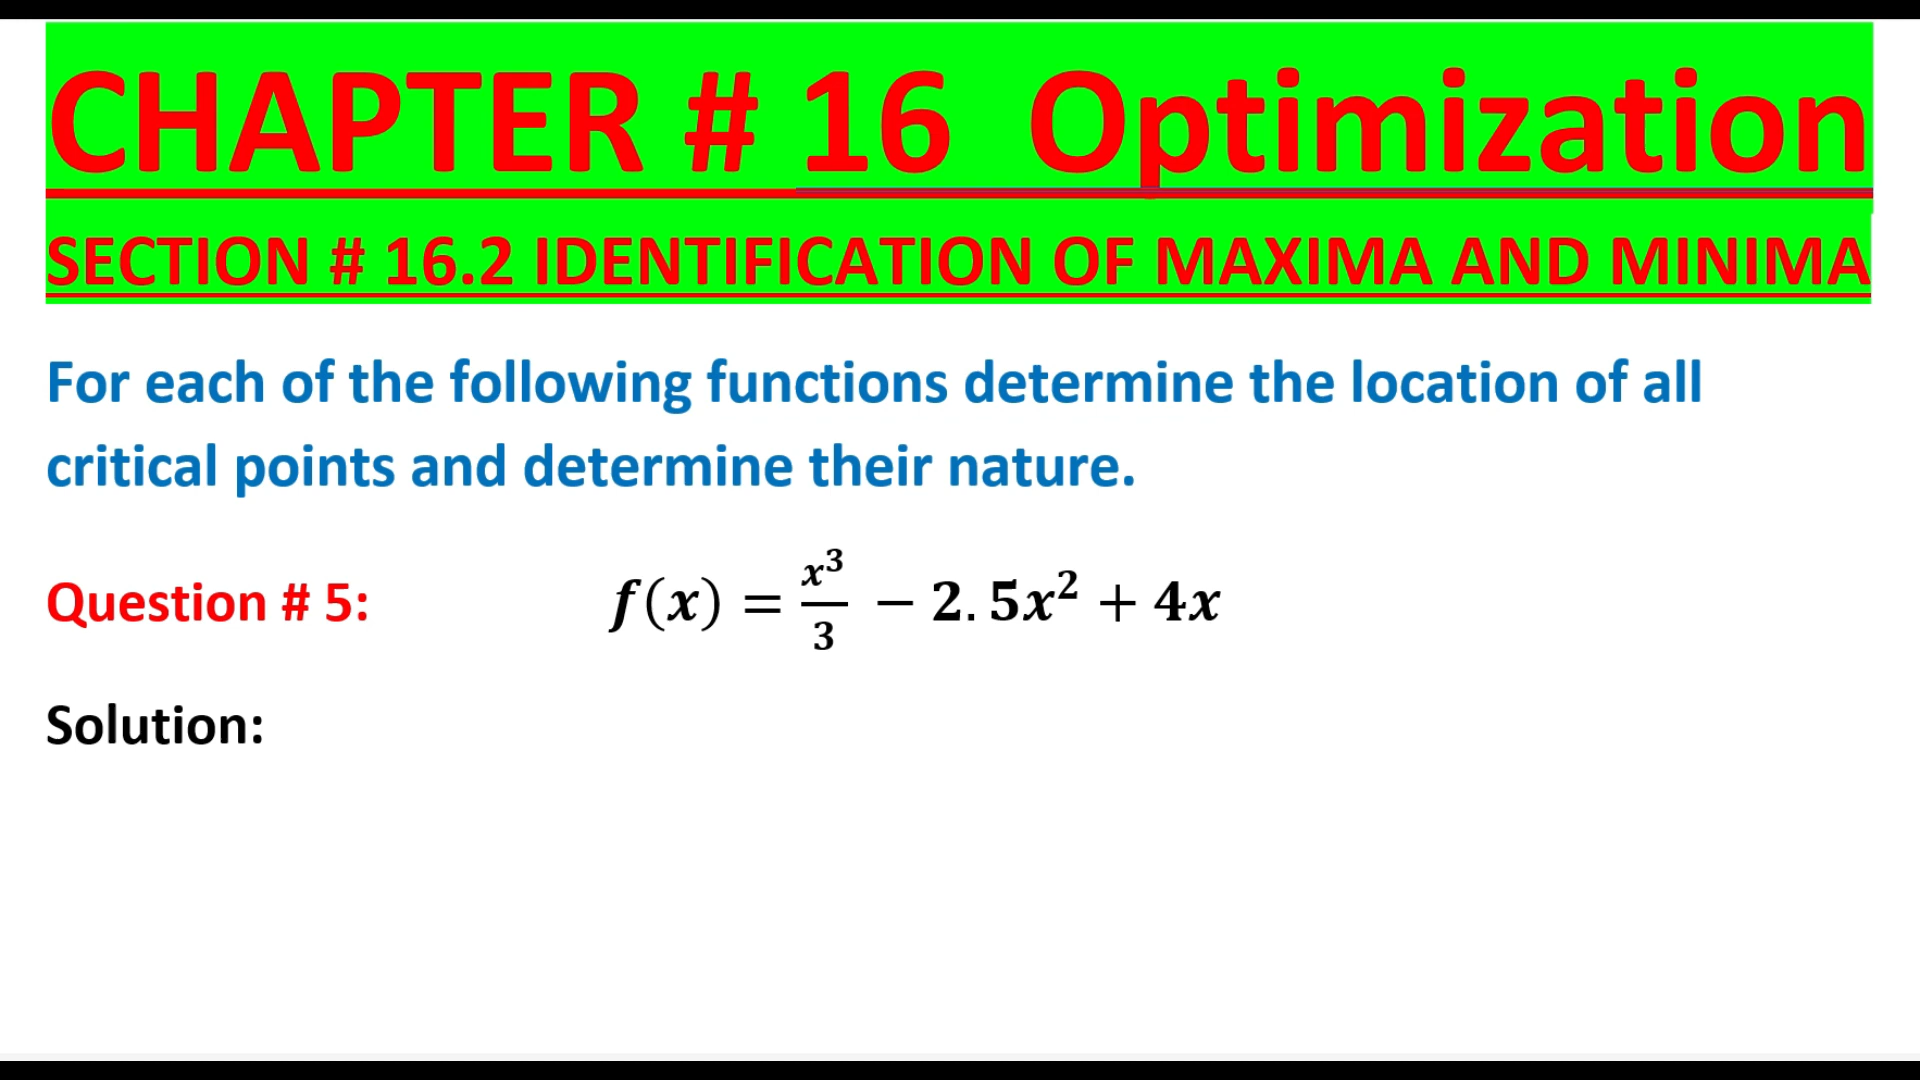 CHAPTER # 16 Optimization
SECTION # 16.2 IDENTIFICATION OF MAXIMA AND MINIMA
For each of the following functions determine the location of all
critical points and determine their nature.
Question # 5: f(x) = x³/3 − 2.5x² + 4x
Solution: